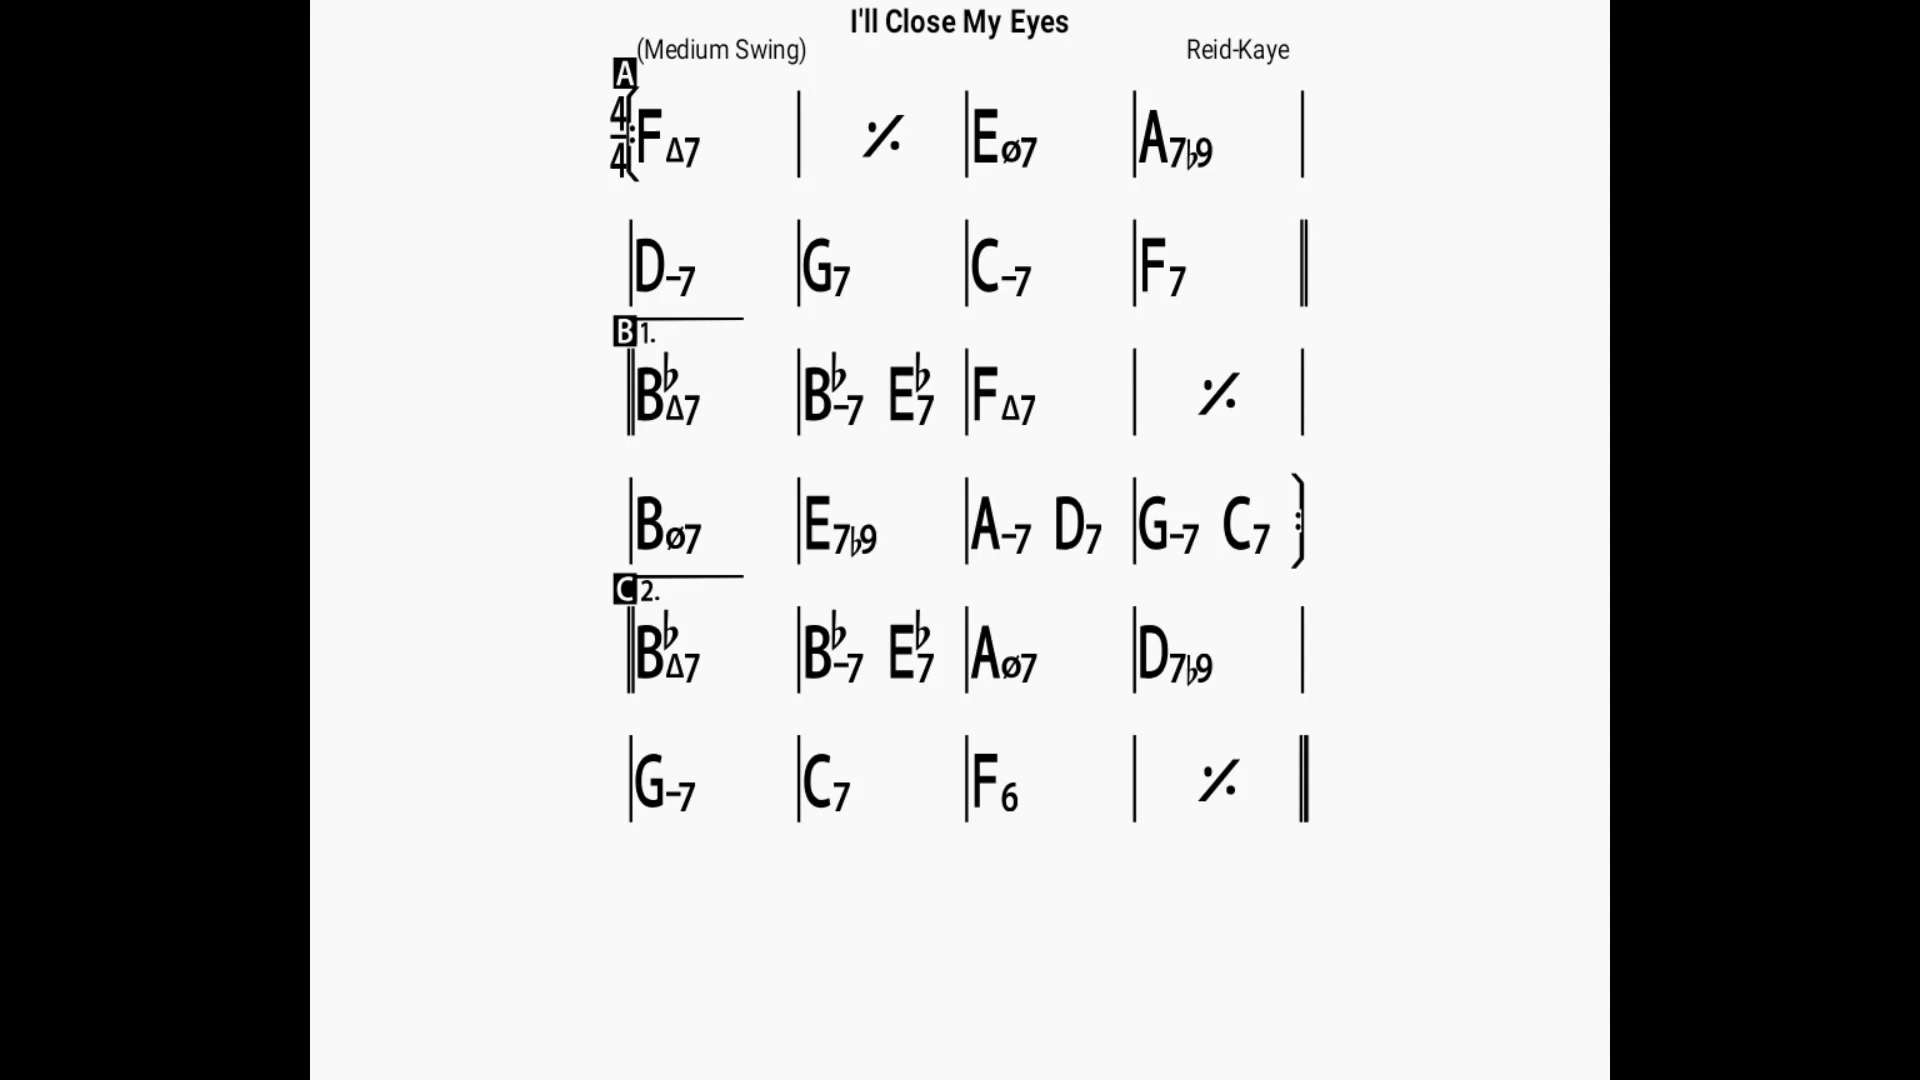 I'll Close My Eyes
(Medium Swing) Reid-Kaye
A
4/4 FΔ7 | 𝄎 | Eø7 | A7♭9
D–7 | G7 | C–7 | F7
B 1.
B♭Δ7 | B♭–7 E♭7 | FΔ7 | 𝄎
Bø7 | E7♭9 | A–7 D7 | G–7 C7
C 2.
B♭Δ7 | B♭–7 E♭7 | Aø7 | D7♭9
G–7 | C7 | F6 | 𝄎